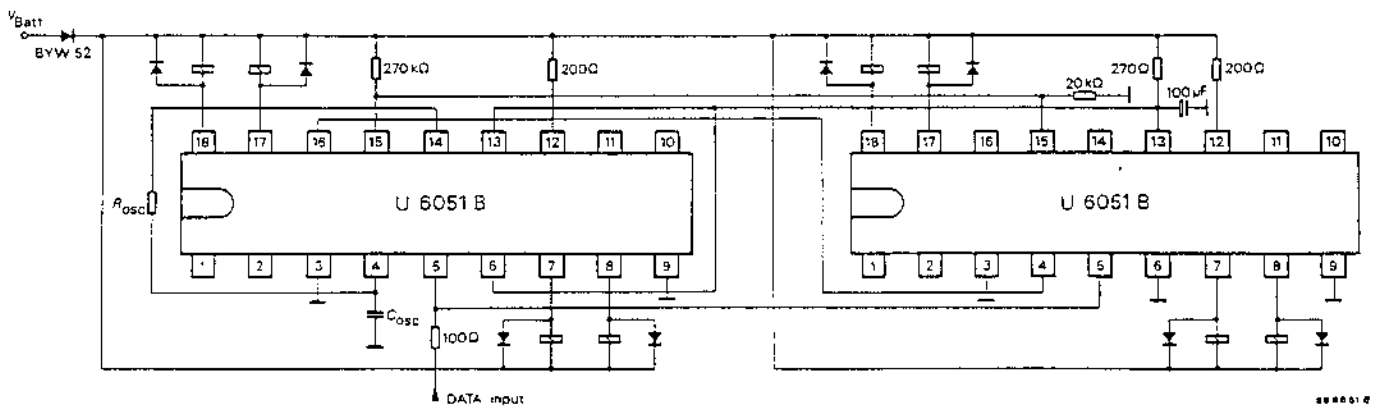 VBatt
BYW 52
270 kΩ
200Ω
20kΩ
270Ω
200Ω
100 µF
18 17 16 15 14 13 12 11 10
18 17 16 15 14 13 12 11 10
Rosc
U 6051 B
U 6051 B
1 2 3 4 5 6 7 8 9
1 2 3 4 5 6 7 8 9
Cosc
100Ω
DATA input